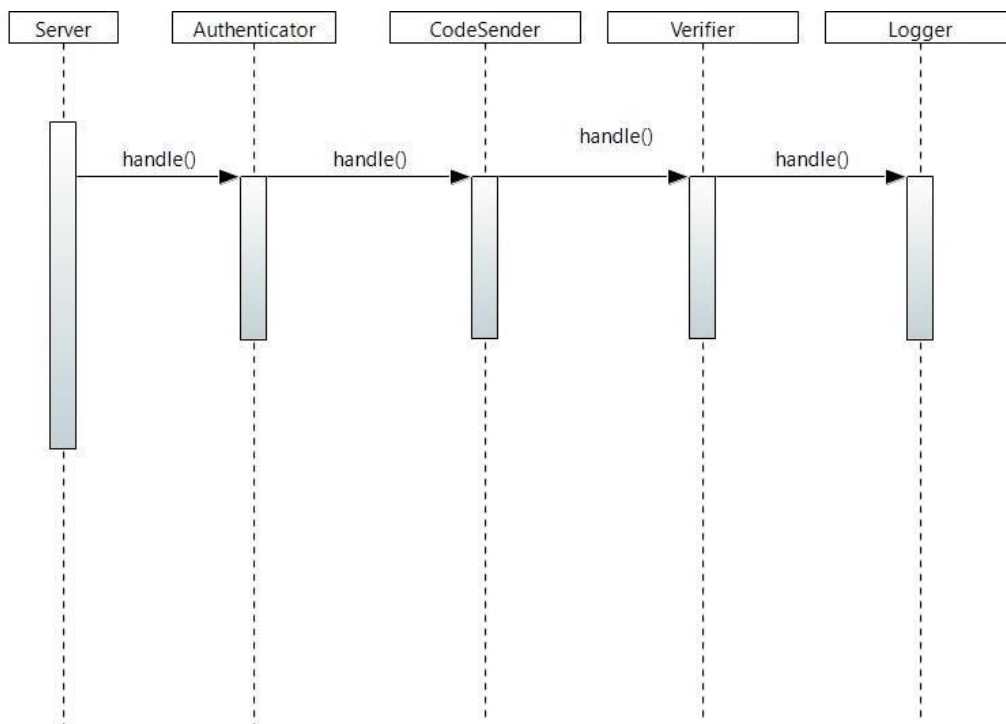 Server
Authenticator
CodeSender
Verifier
Logger
handle()
handle()
handle()
handle()